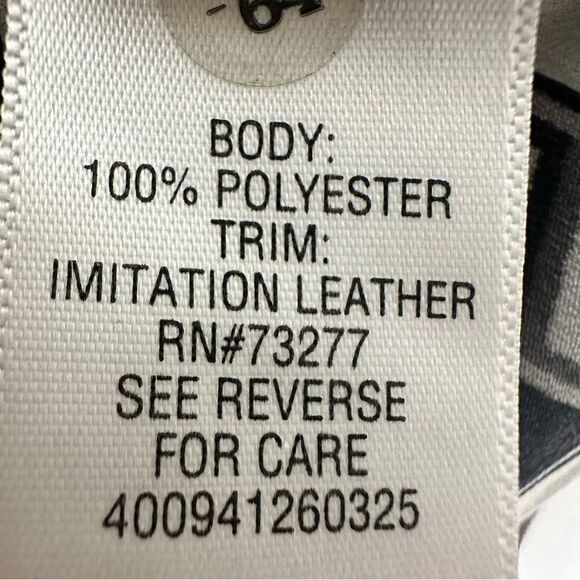 BODY:
100% POLYESTER
TRIM:
IMITATION LEATHER
RN#73277
SEE REVERSE
FOR CARE
400941260325